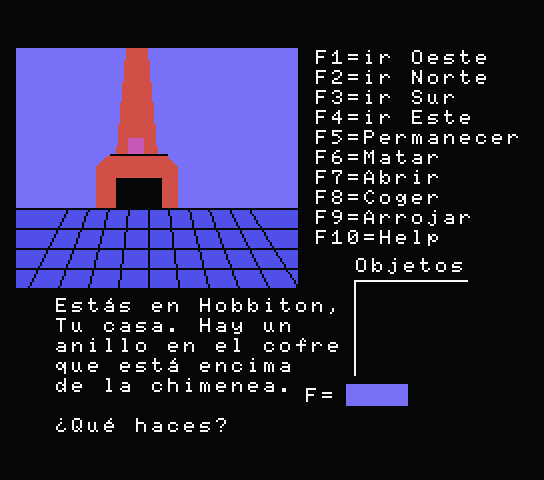 F1=ir Oeste
F2=ir Norte
F3=ir Sur
F4=ir Este
F5=Permanecer
F6=Matar
F7=Abrir
F8=Coger
F9=Arrojar
F10=Help
Objetos
Estás en Hobbiton,
Tu casa. Hay un
anillo en el cofre
que está encima
de la chimenea.
F=
¿Qué haces?